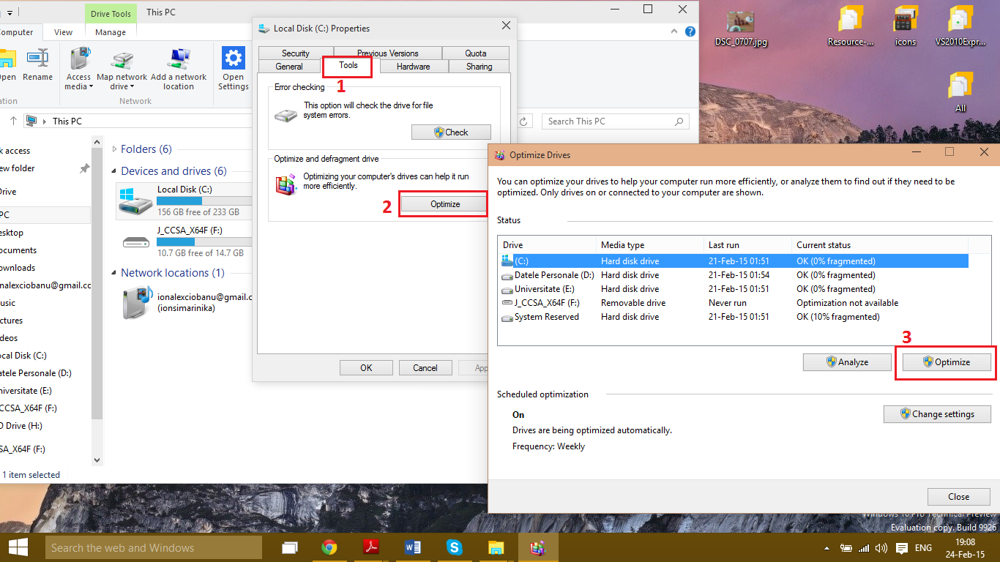 Drive Tools
This PC
Computer
View
Manage
Open
Rename
Access
media
Map network
drive
Add a network
location
Open
Settings
Network
This PC
Search This PC
k access
ew folder
Drive
PC
esktop
ocuments
ownloads
onalexciobanu@gmail.cc
usic
ctures
deos
ocal Disk (C:)
atele Personale (D:)
niversitate (E:)
_CCSA_X64F (F:)
D Drive (H:)
SA_X64F (F:)
1 item selected
Folders (6)
Devices and drives (6)
Local Disk (C:)
156 GB free of 233 GB
J_CCSA_X64F (F:)
10.7 GB free of 14.7 GB
Network locations (1)
ionalexciobanu@gmail.c
(ionsimarinika)
Local Disk (C:) Properties
Security
Previous Versions
Quota
General
Tools
Hardware
Sharing
1
Error checking
This option will check the drive for file
system errors.
Check
Optimize and defragment drive
Optimizing your computer's drives can help it run
more efficiently.
2
Optimize
OK
Cancel
App
Optimize Drives
You can optimize your drives to help your computer run more efficiently, or analyze them to find out if they need to be
optimized. Only drives on or connected to your computer are shown.
Status
Drive Media type Last run Current status
(C:) Hard disk drive 21-Feb-15 01:51 OK (0% fragmented)
Datele Personale (D:) Hard disk drive 21-Feb-15 01:54 OK (0% fragmented)
Universitate (E:) Hard disk drive 21-Feb-15 01:51 OK (0% fragmented)
J_CCSA_X64F (F:) Removable drive Never run Optimization not available
System Reserved Hard disk drive 21-Feb-15 01:51 OK (10% fragmented)
3
Analyze
Optimize
Scheduled optimization
On
Drives are being optimized automatically.
Frequency: Weekly
Change settings
Close
DSC_0707.jpg
Resource-...
icons
VS2010Expr...
All
Windows 10 Pro Technical Preview
Evaluation copy. Build 9926
Search the web and Windows
ENG
19:08
24-Feb-15